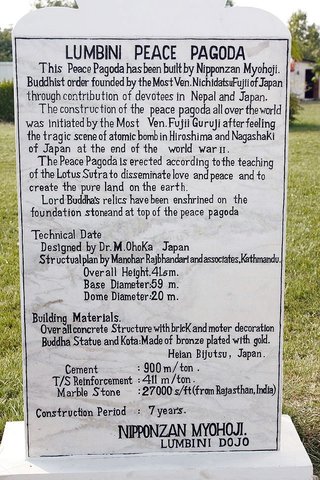 LUMBINI PEACE PAGODA
This Peace Pagoda has been built by Nipponzan Myohoji.
Buddhist order founded by the Most Ven. Nichidatsu Fujii of Japan
through contribution of devotees in Nepal and Japan.
The construction of the peace pagoda all over the world
was initiated by the Most Ven. Fujii Guruji after feeling
the tragic scene of atomic bomb in Hiroshima and Nagashaki
of Japan at the end of the world war II.
The Peace Pagoda is erected according to the teaching
of the Lotus Sutra to disseminate love and peace and to
create the pure land on the earth.
Lord Buddha's relics have been enshrined on the
foundation stone and at top of the peace pagoda
Technical Date
Designed by Dr. M. OhoKa Japan
Structual plan by Manohar Rajbhandari and associates, Kathmandu.
Over all Height. 41.5 m.
Base Diameter: 59 m.
Dome Diameter: 20 m.
Building Materials.
Over all concrete Structure with bricK and moter decoration
Buddha Statue and Kota: Made of bronze plated with gold.
Heian Bijutsu, Japan.
Cement : 900 m/ton.
T/S Reinforcement : 411 m/ton.
Marble Stone : 27000 s/ft (from Rajasthan, India)
Construction Period : 7 years.
NIPPONZAN MYOHOJI.
LUMBINI DOJO